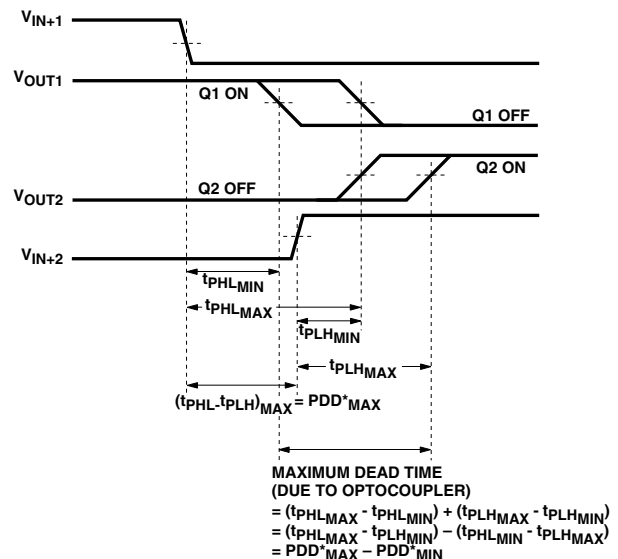 VIN+1
VOUT1
Q1 ON
Q1 OFF
Q2 ON
Q2 OFF
VOUT2
VIN+2
tPHLMIN
tPHLMAX
tPLHMIN
tPLHMAX
(tPHL-tPLH)MAX = PDD*MAX
MAXIMUM DEAD TIME
(DUE TO OPTOCOUPLER)
= (tPHLMAX - tPHLMIN) + (tPLHMAX - tPLHMIN)
= (tPHLMAX - tPLHMIN) – (tPHLMIN - tPLHMAX)
= PDD*MAX – PDD*MIN